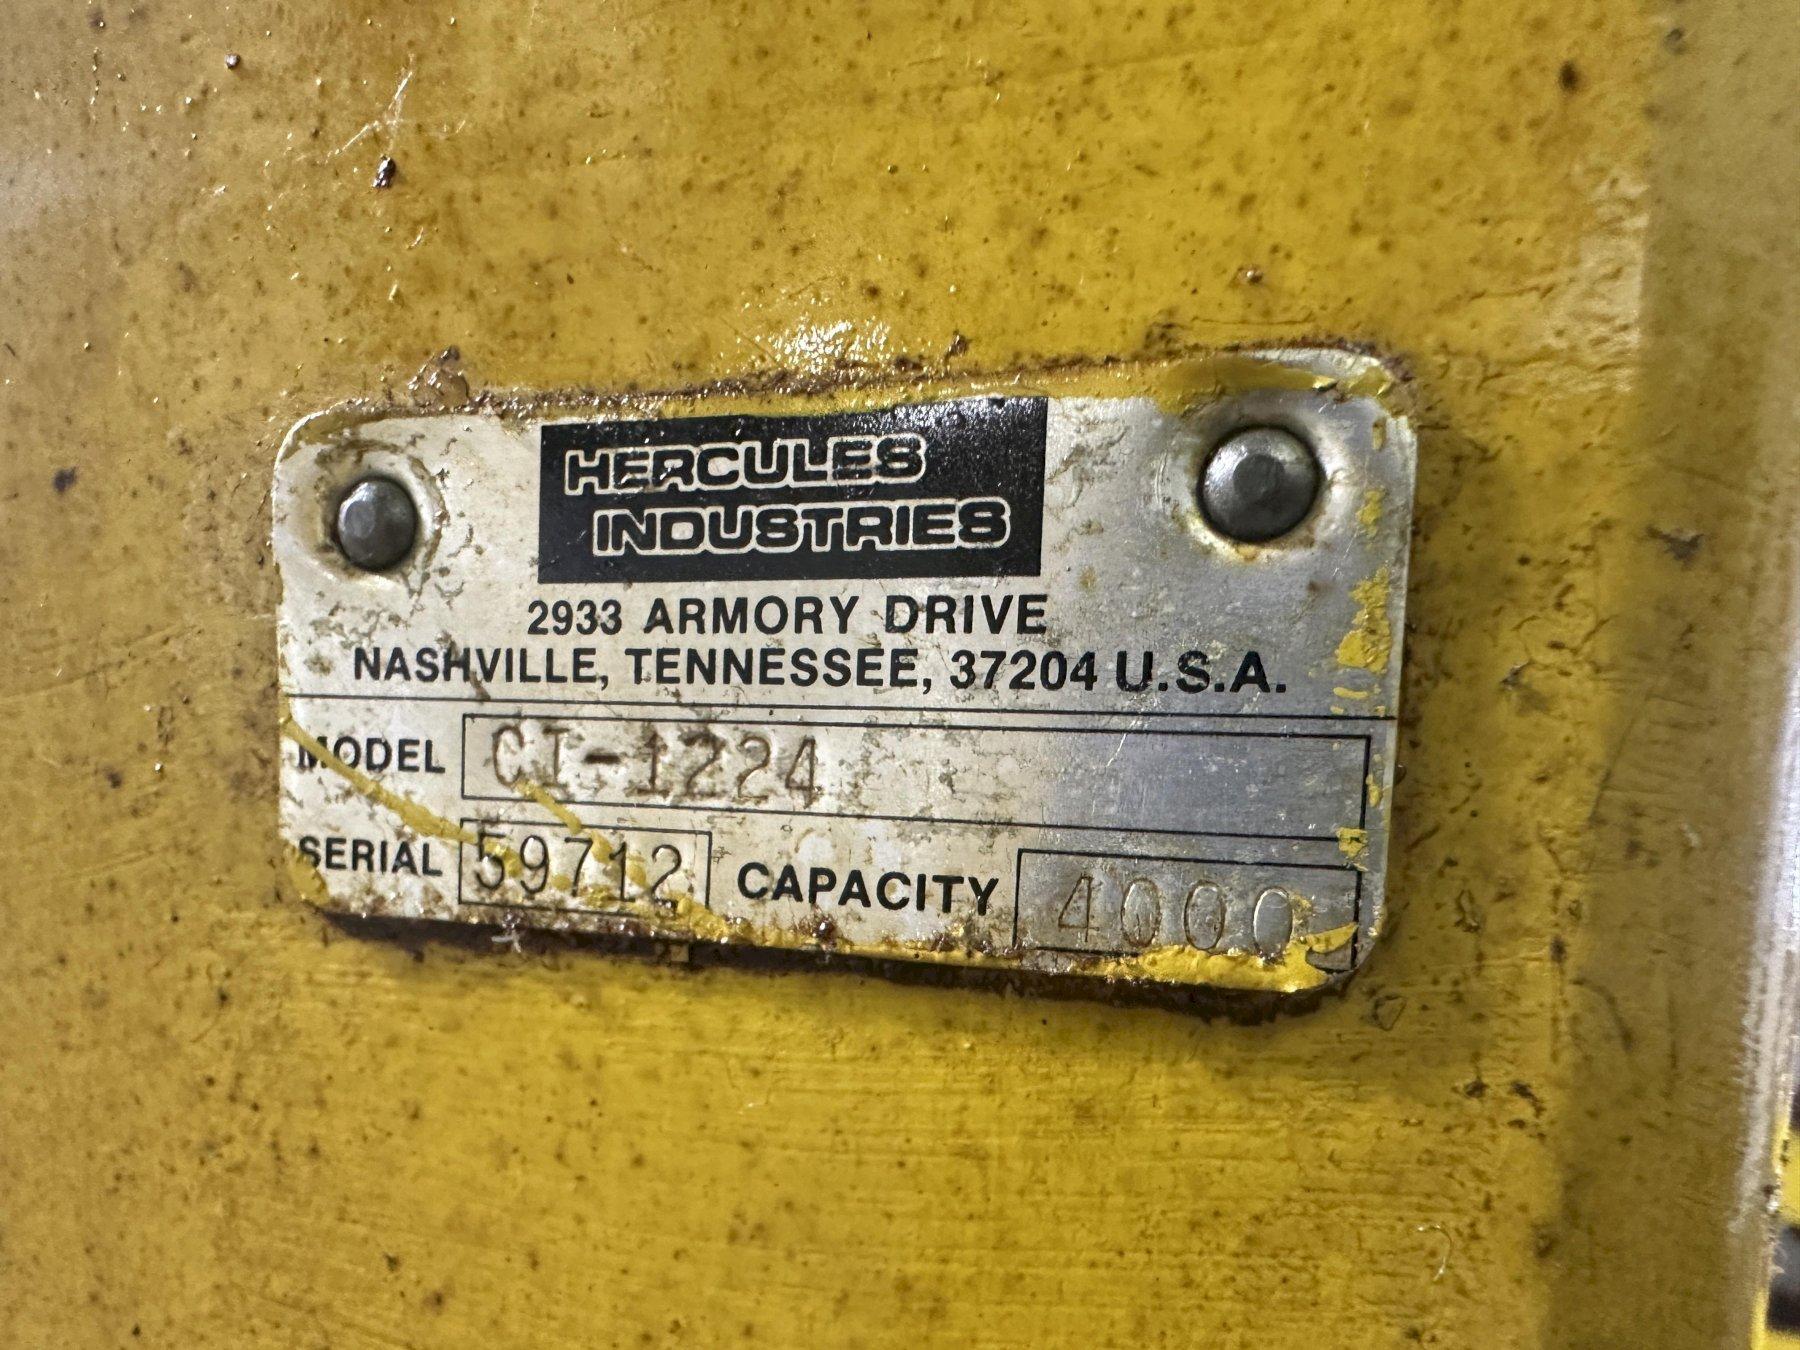 HERCULES
INDUSTRIES
2933 ARMORY DRIVE
NASHVILLE, TENNESSEE, 37204 U.S.A.
MODEL CI-1224
SERIAL 59712 CAPACITY 4000